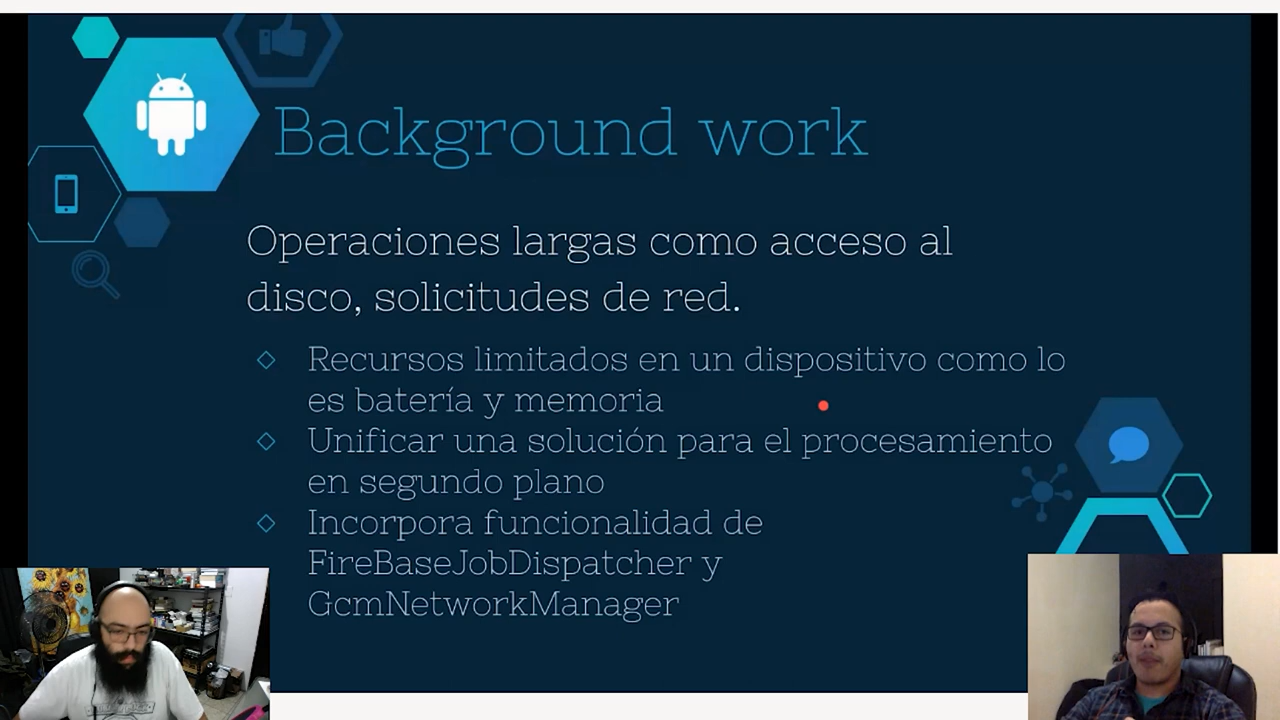 Background work
Operaciones largas como acceso al
disco, solicitudes de red.
Recursos limitados en un dispositivo como lo
es batería y memoria
Unificar una solución para el procesamiento
en segundo plano
Incorpora funcionalidad de
FireBaseJobDispatcher y
GcmNetworkManager